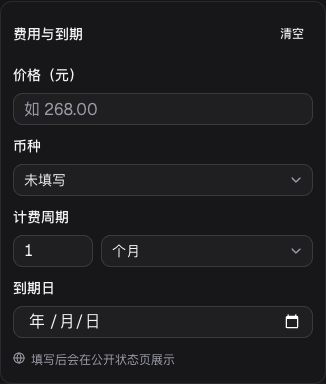 费用与到期 清空
价格（元）
如 268.00
币种
未填写
计费周期
1 个月
到期日
年 /月/日
填写后会在公开状态页展示